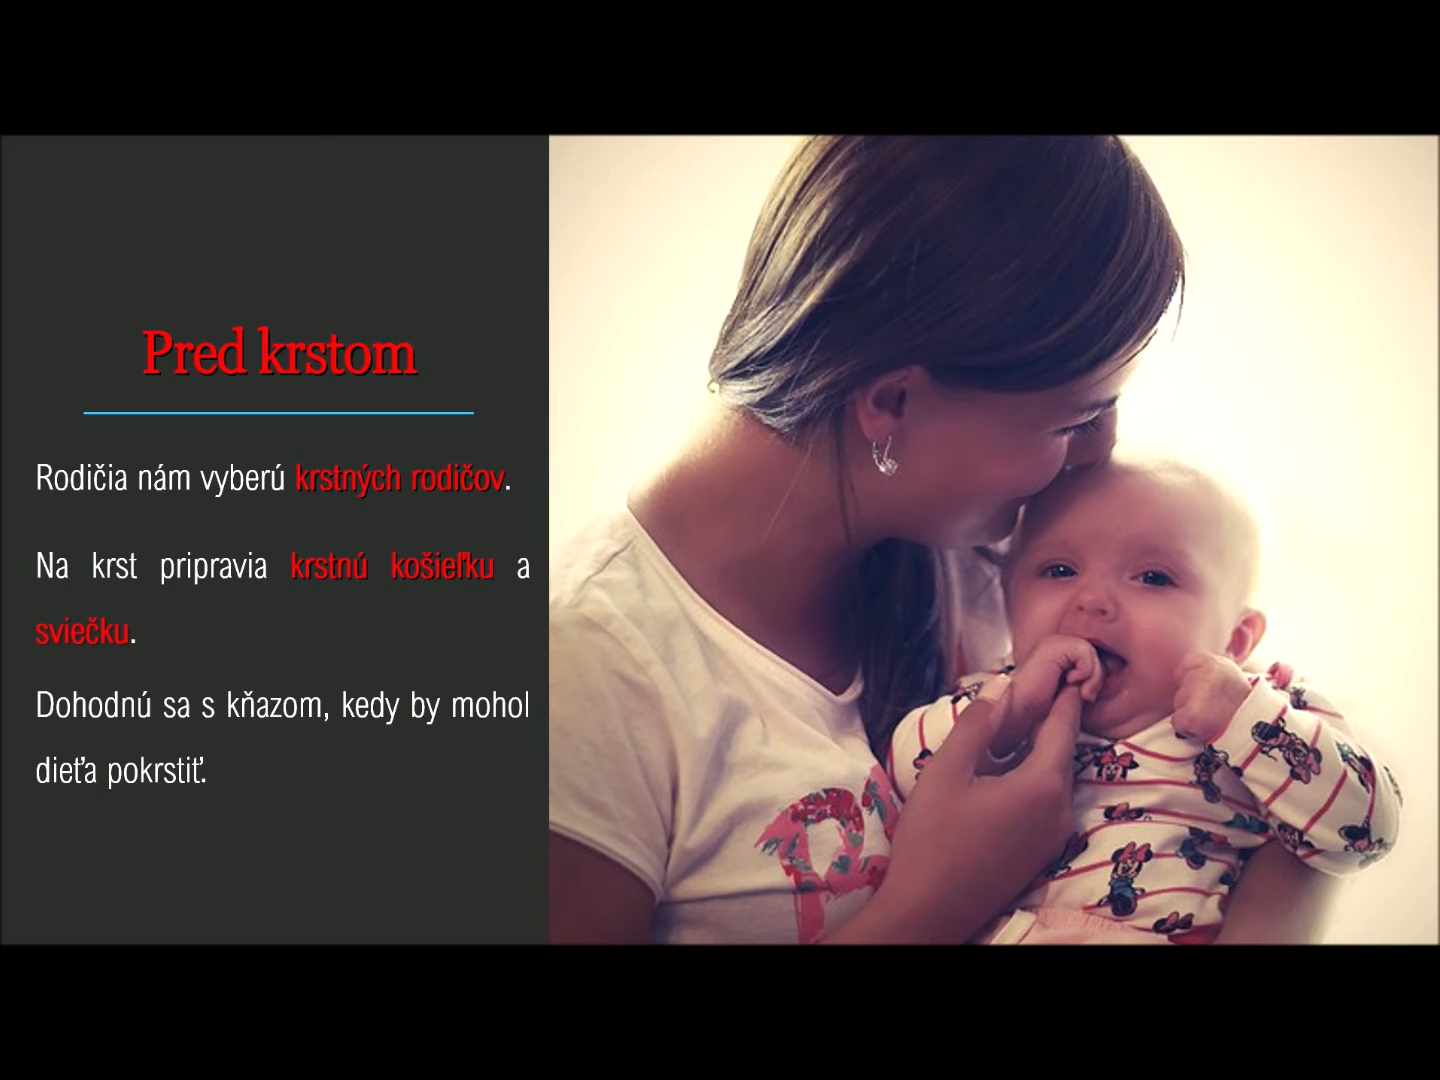 Pred krstom
Rodičia nám vyberú krstných rodičov.
Na krst pripravia krstnú košieľku a
sviečku.
Dohodnú sa s kňazom, kedy by mohol
dieťa pokrstiť.